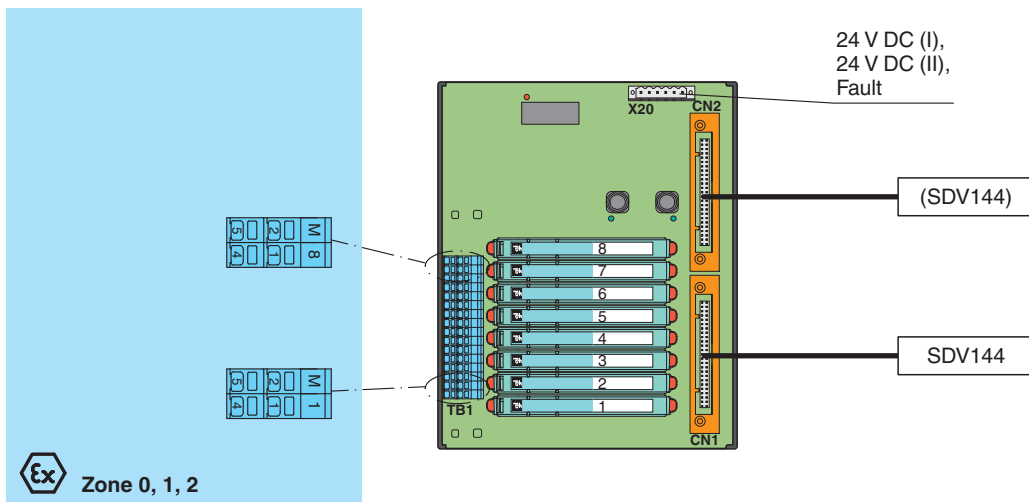 24 V DC (I),
24 V DC (II),
Fault
X20
CN2
(SDV144)
5 2 M
4 1 8
8
7
6
5
4
3
2
1
SDV144
5 2 M
4 1 1
TB1
CN1
Ex
Zone 0, 1, 2